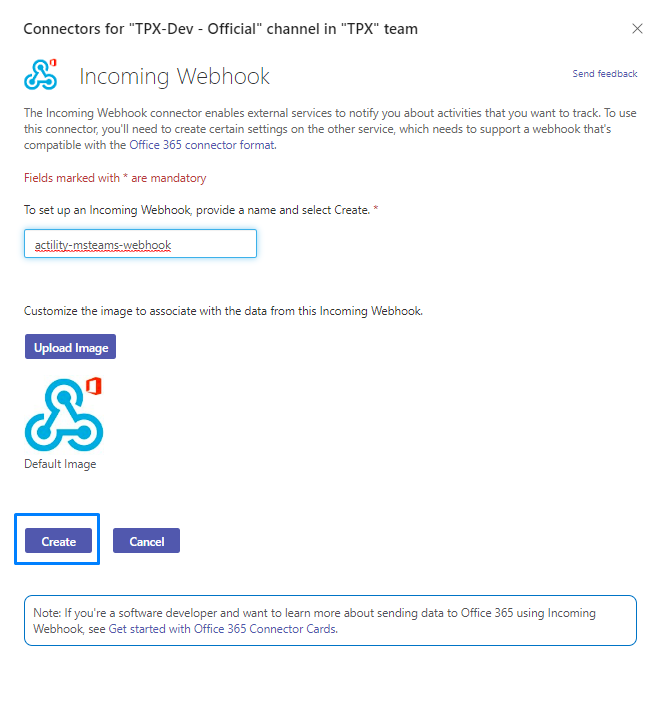 Connectors for "TPX-Dev - Official" channel in "TPX" team
Incoming Webhook
Send feedback
The Incoming Webhook connector enables external services to notify you about activities that you want to track. To use
this connector, you'll need to create certain settings on the other service, which needs to support a webhook that's
compatible with the Office 365 connector format.
Fields marked with * are mandatory
To set up an Incoming Webhook, provide a name and select Create. *
actility-msteams-webhook
Customize the image to associate with the data from this Incoming Webhook.
Upload Image
Default Image
Create
Cancel
Note: If you're a software developer and want to learn more about sending data to Office 365 using Incoming
Webhook, see Get started with Office 365 Connector Cards.